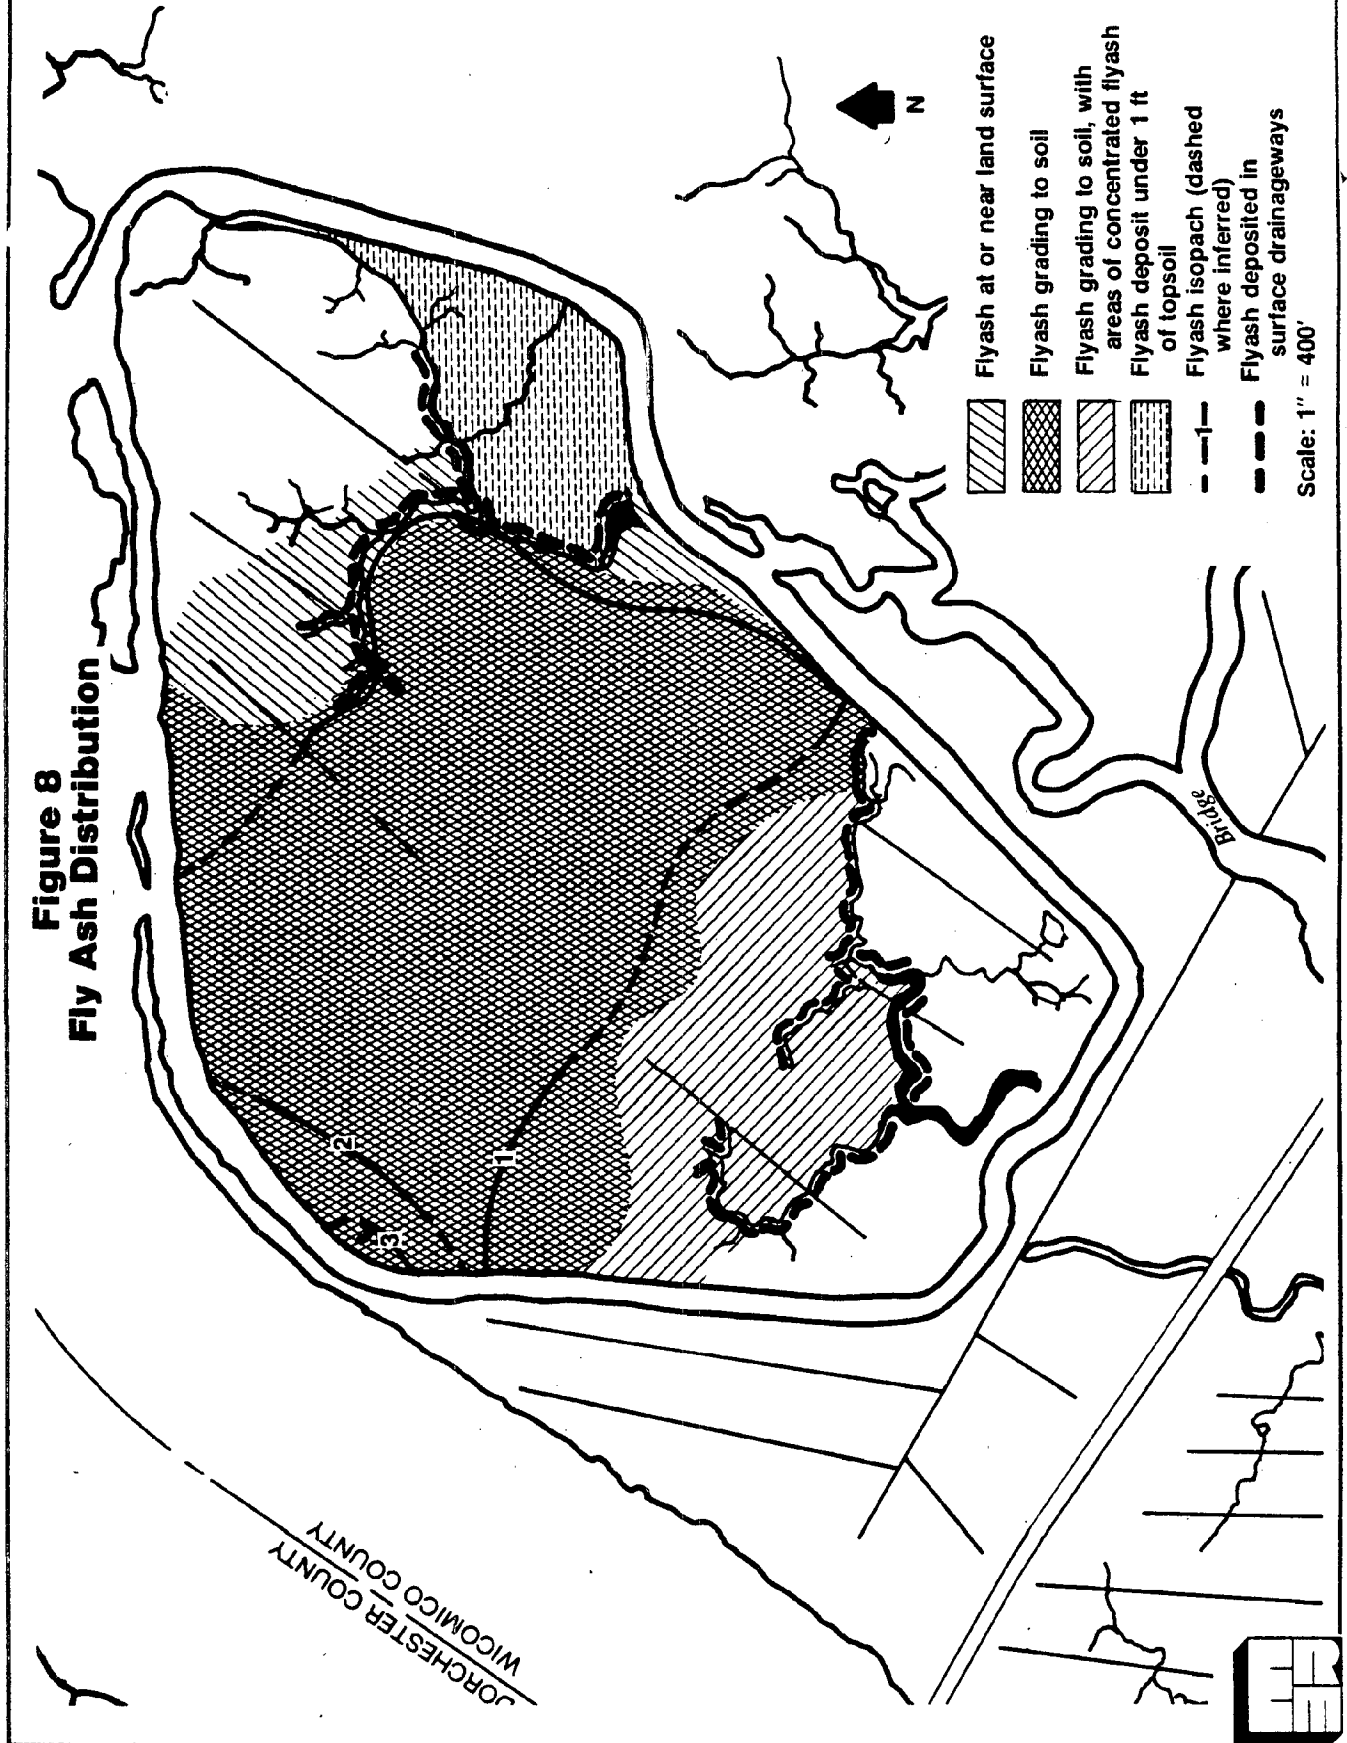 Figure 8
Fly Ash Distribution
2
3
1
Bridge
JORCHESTER COUNTY
WICOMICO COUNTY
N
Flyash at or near land surface
Flyash grading to soil
Flyash grading to soil, with
areas of concentrated flyash
Flyash deposit under 1 ft
of topsoil
1
Flyash isopach (dashed
where inferred)
Flyash deposited in
surface drainageways
Scale: 1" = 400'